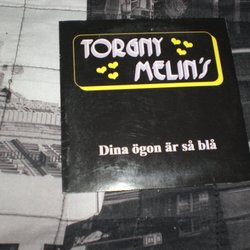 TORGNY
MELIN'S
Dina ögon är så blå